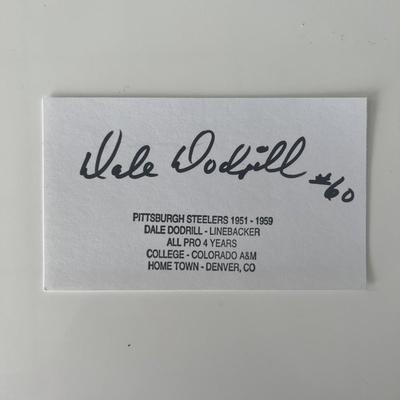 Dale Dodrill #60
PITTSBURGH STEELERS 1951 - 1959
DALE DODRILL - LINEBACKER
ALL PRO 4 YEARS
COLLEGE - COLORADO A&M
HOME TOWN - DENVER, CO